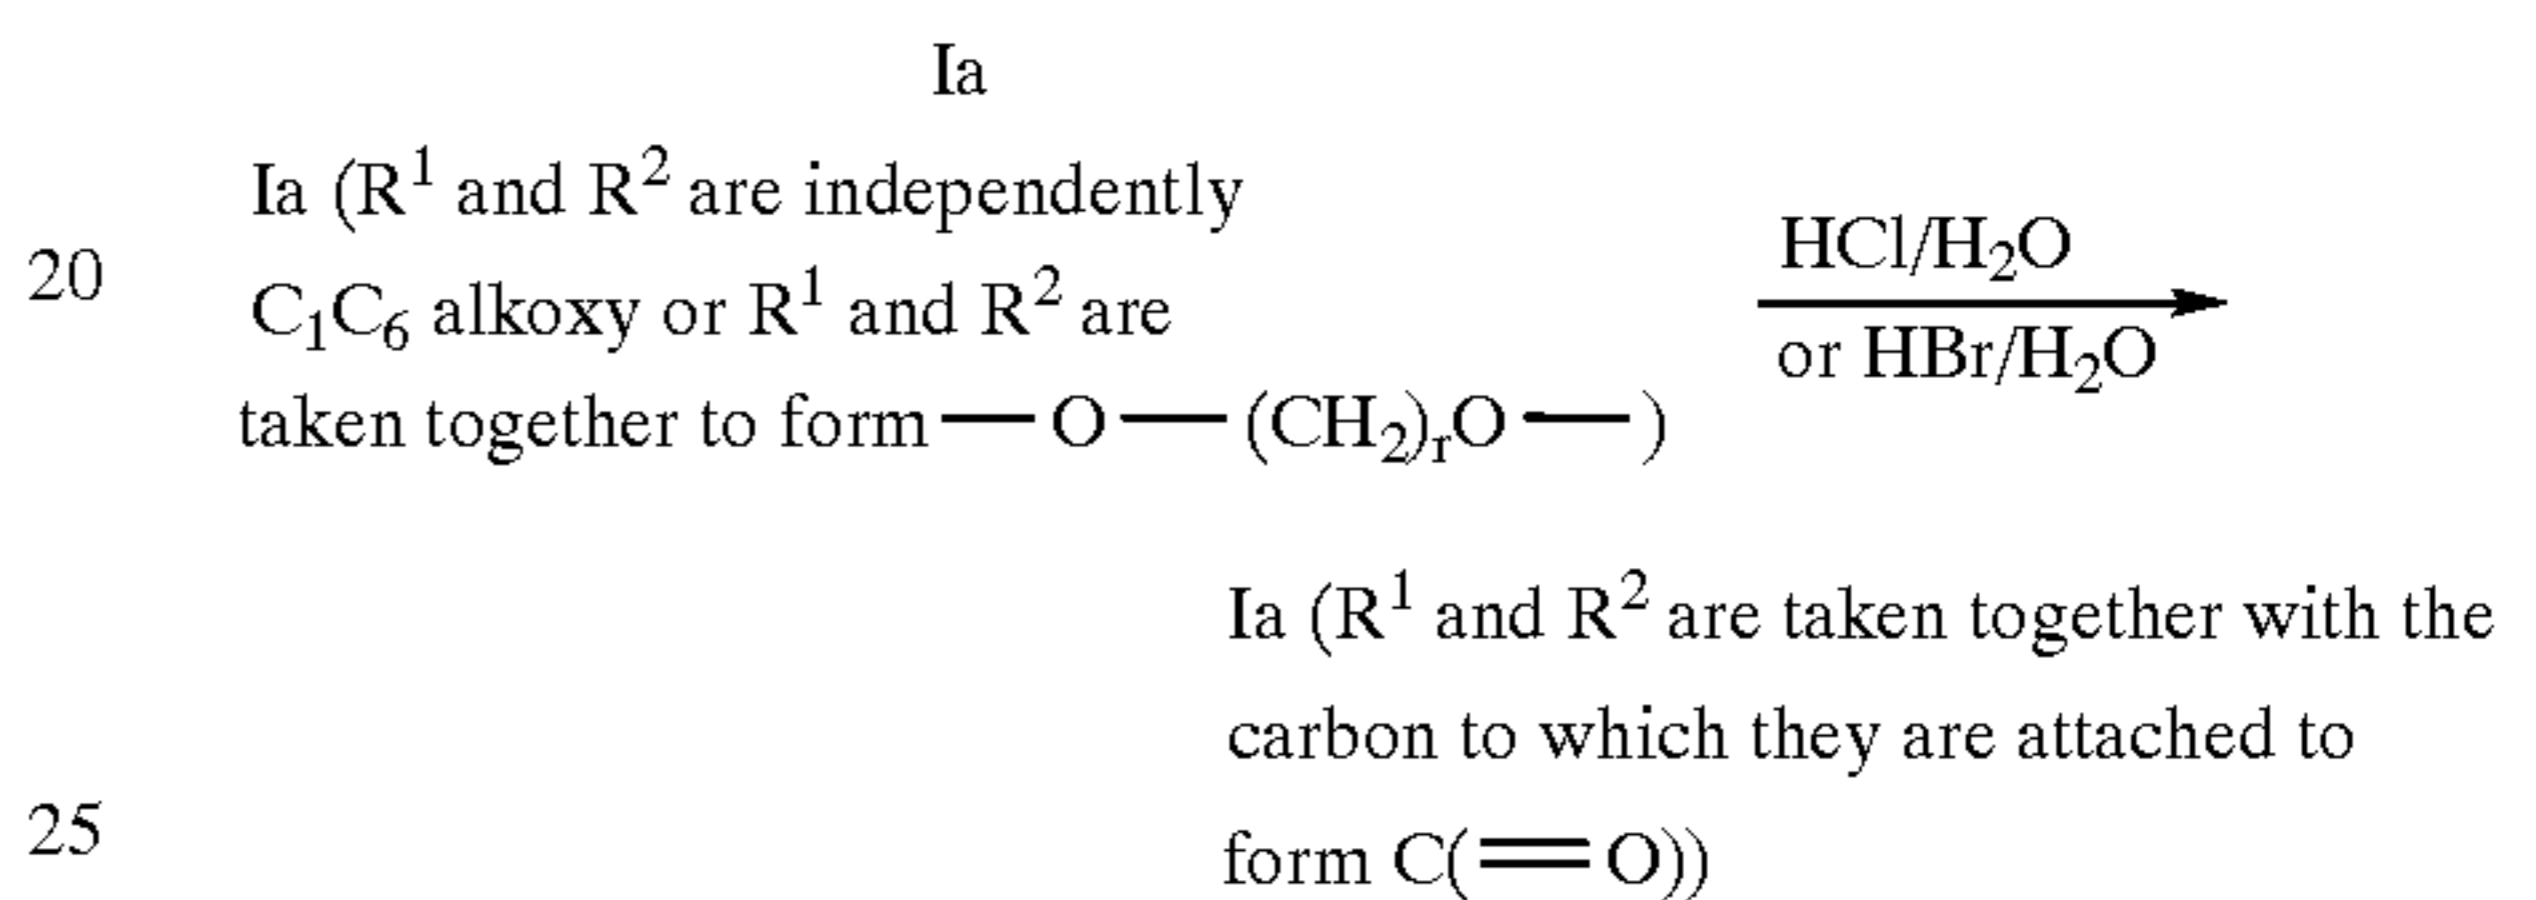 Ia
Ia (R¹ and R² are independently
20
C₁C₆ alkoxy or R¹ and R² are
HCl/H₂O
or HBr/H₂O
taken together to form—O—(CH₂)ᵣO—)
Ia (R¹ and R² are taken together with the
carbon to which they are attached to
25
form C(═O))